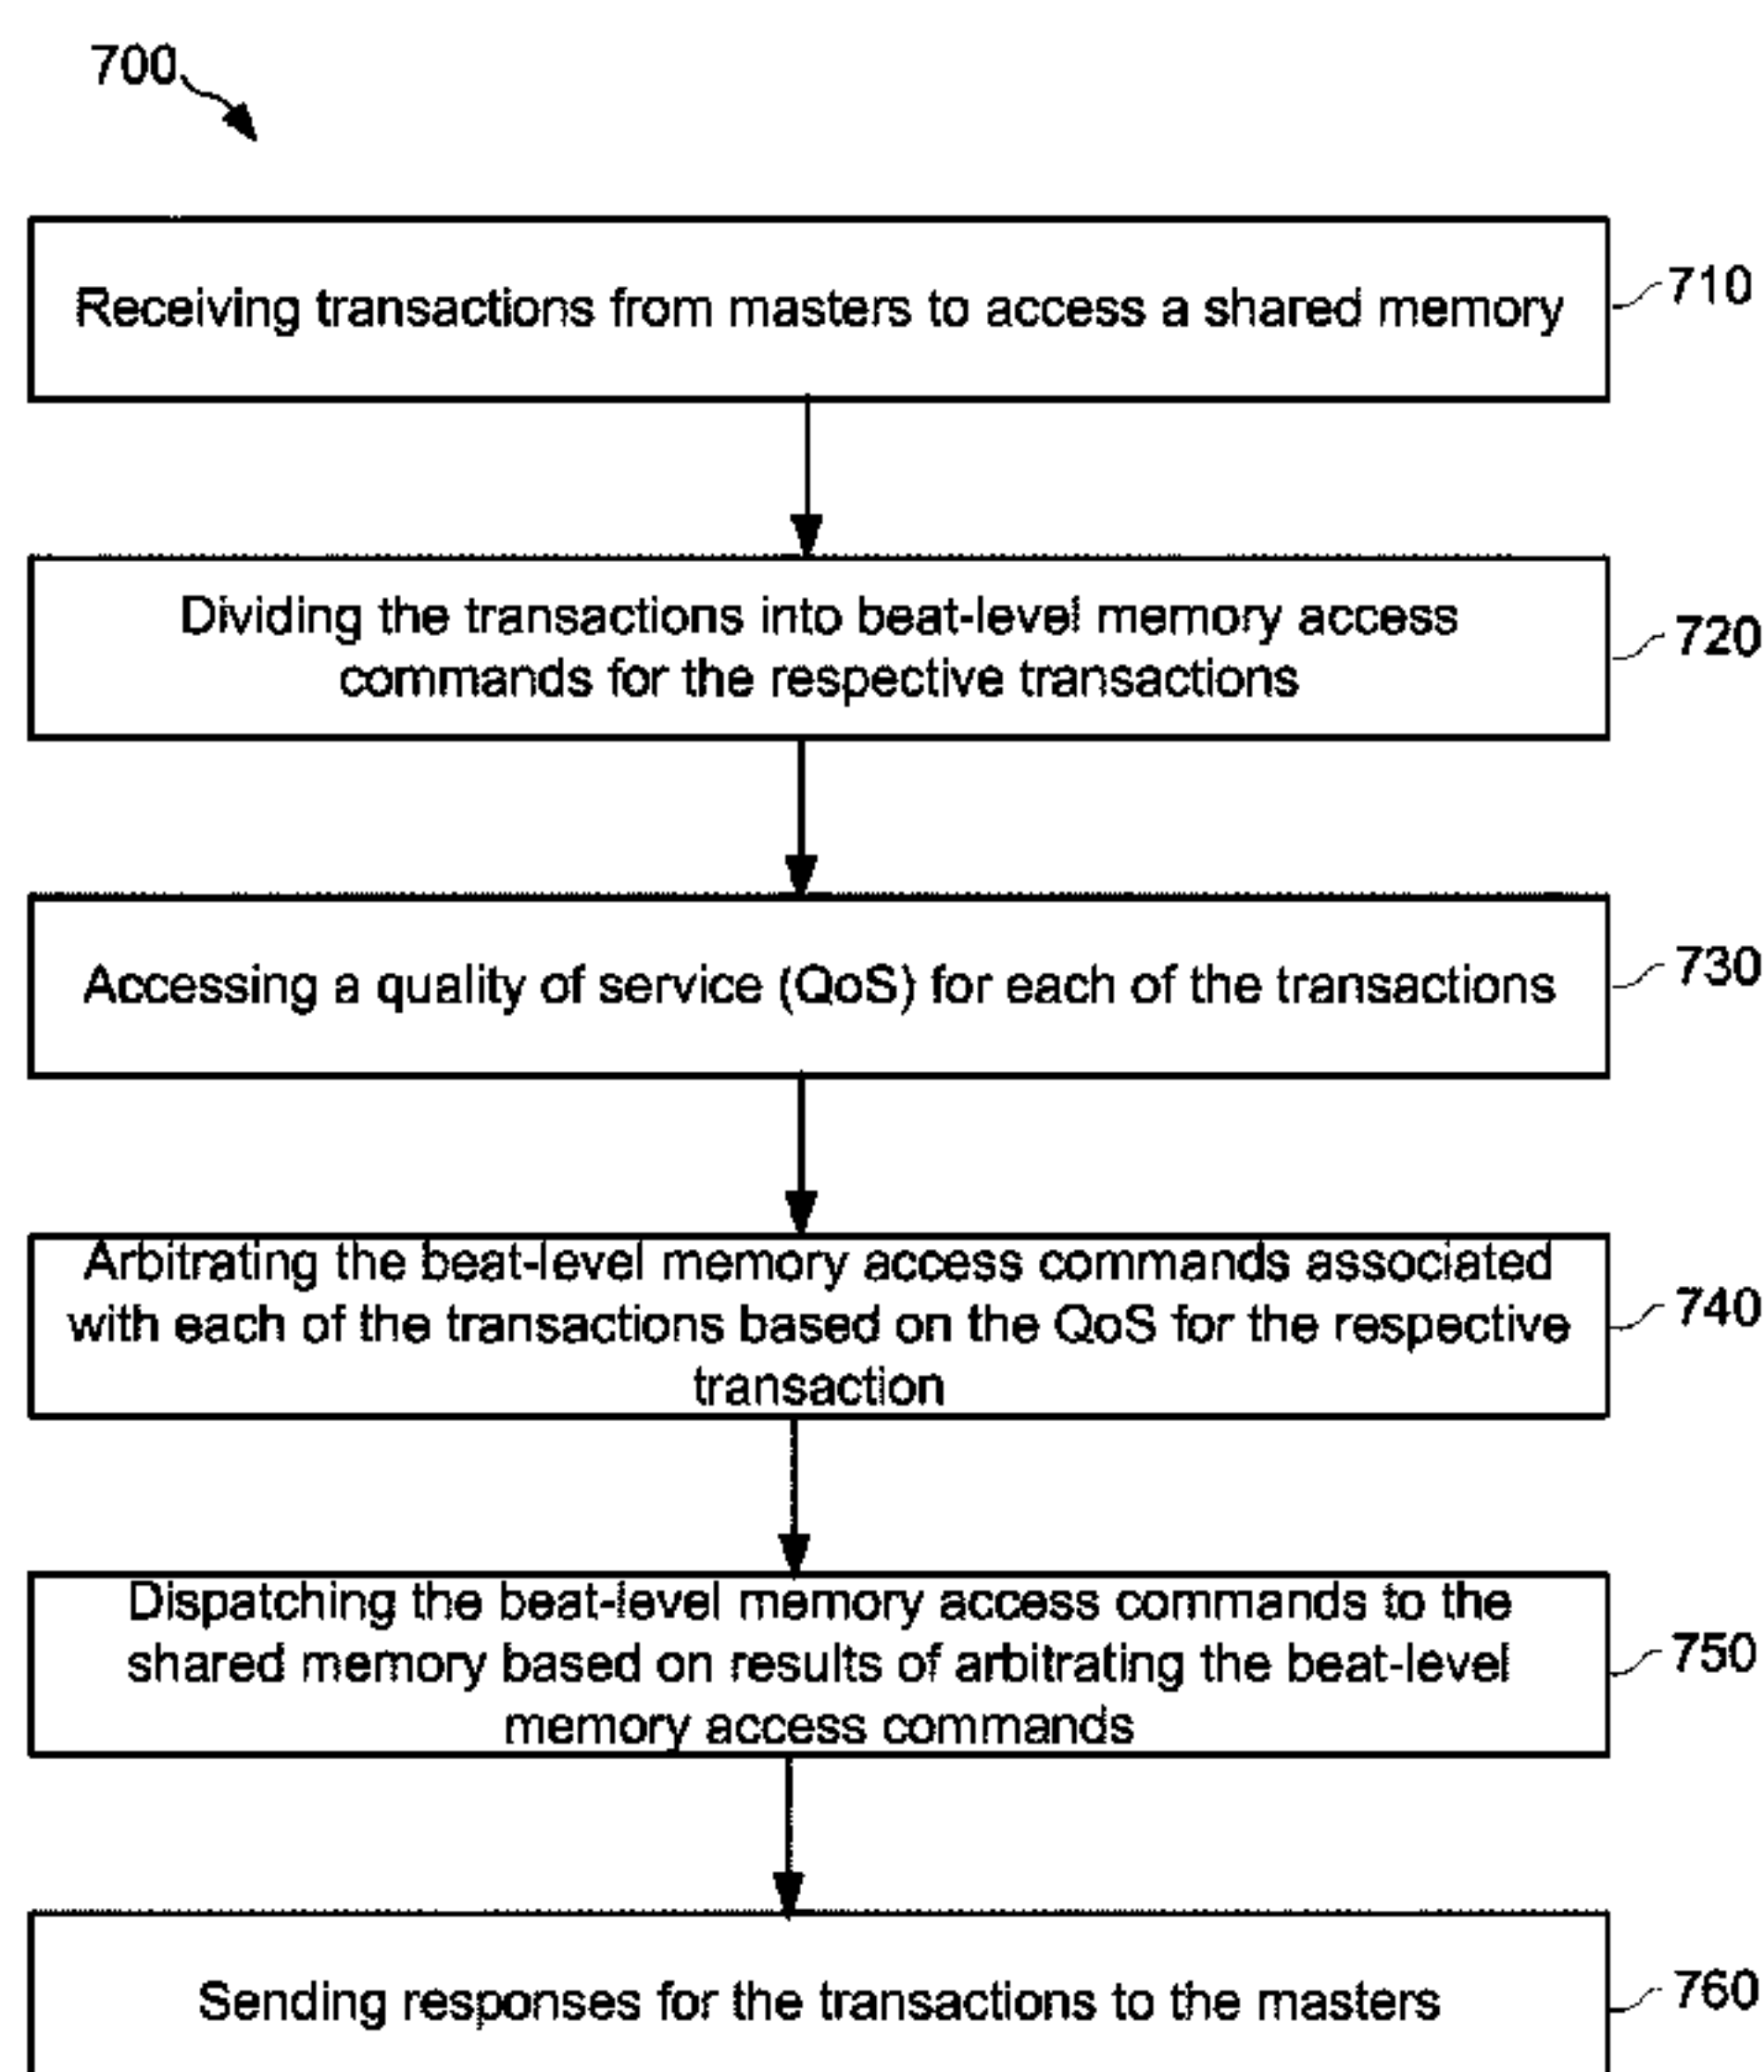 700
Receiving transactions from masters to access a shared memory
710
Dividing the transactions into beat-level memory access
commands for the respective transactions
720
Accessing a quality of service (QoS) for each of the transactions
730
Arbitrating the beat-level memory access commands associated
with each of the transactions based on the QoS for the respective
transaction
740
Dispatching the beat-level memory access commands to the
shared memory based on results of arbitrating the beat-level
memory access commands
750
Sending responses for the transactions to the masters
760